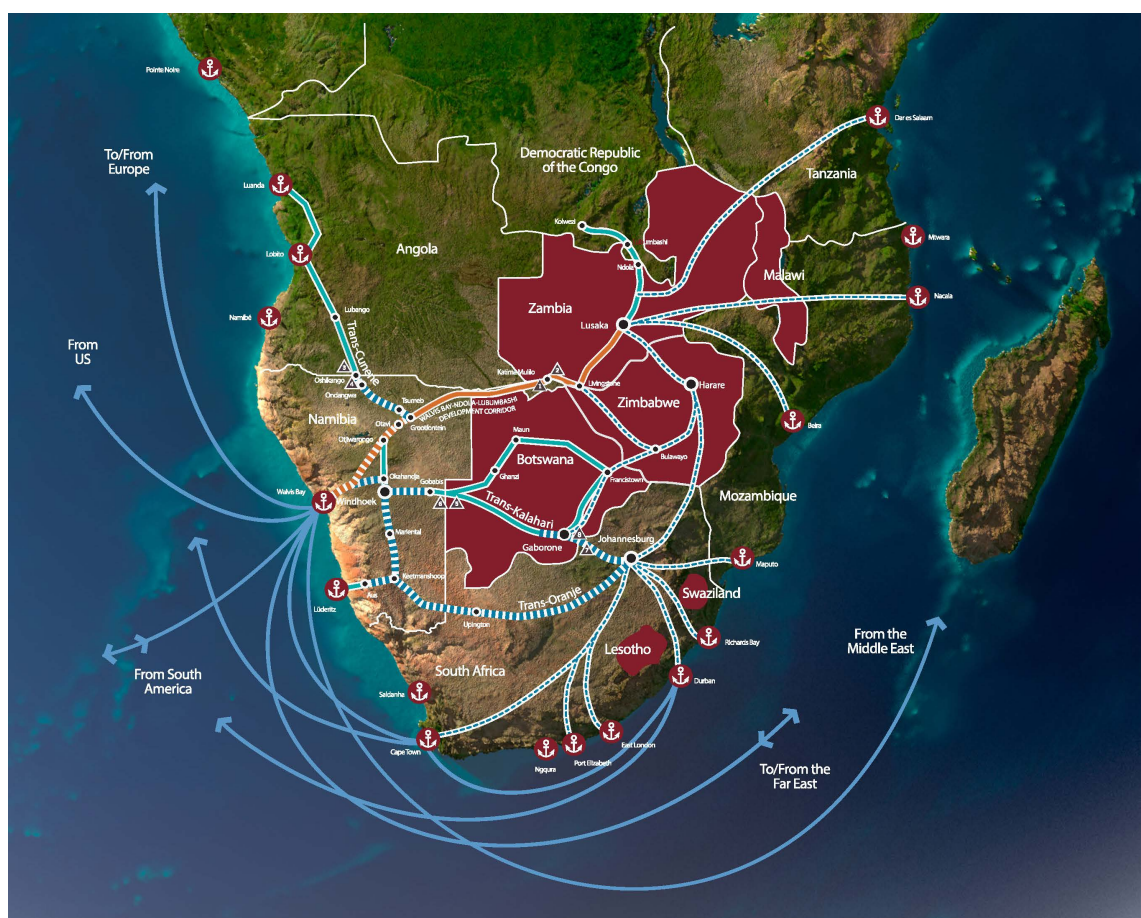 Pointe Noire
Dar es Salaam
To/From
Europe
Democratic Republic
of the Congo
Tanzania
Luanda
Kolwezi
Mtwara
Lobito
Angola
umbashi
Ndola
Malawi
Nacala
Namibé
Lubango
Zambia
Lusaka
From
US
Trans-Cunene
Oshikango
Ondangwa
Katima Mulilo
Livingstone
Harare
Tsumeb
WALVIS BAY-NDOLA-LUBUMBASHI
DEVELOPMENT CORRIDOR
Zimbabwe
Beira
Namibia
Otavi
Grootfontein
Otjiwarongo
Maun
Botswana
Bulawayo
Ghanzi
Okahandja
Gobabis
Francistown
Walvis Bay
Windhoek
Trans-Kalahari
Mozambique
Mariental
Gaborone
Johannesburg
Maputo
Keetmanshoop
Aus
Lüderitz
Trans-Oranje
Upington
Swaziland
Richards Bay
From the
Middle East
Lesotho
From South
America
South Africa
Durban
Saldanha
Cape Town
East London
Ngqura
Port Elizabeth
To/From the
Far East